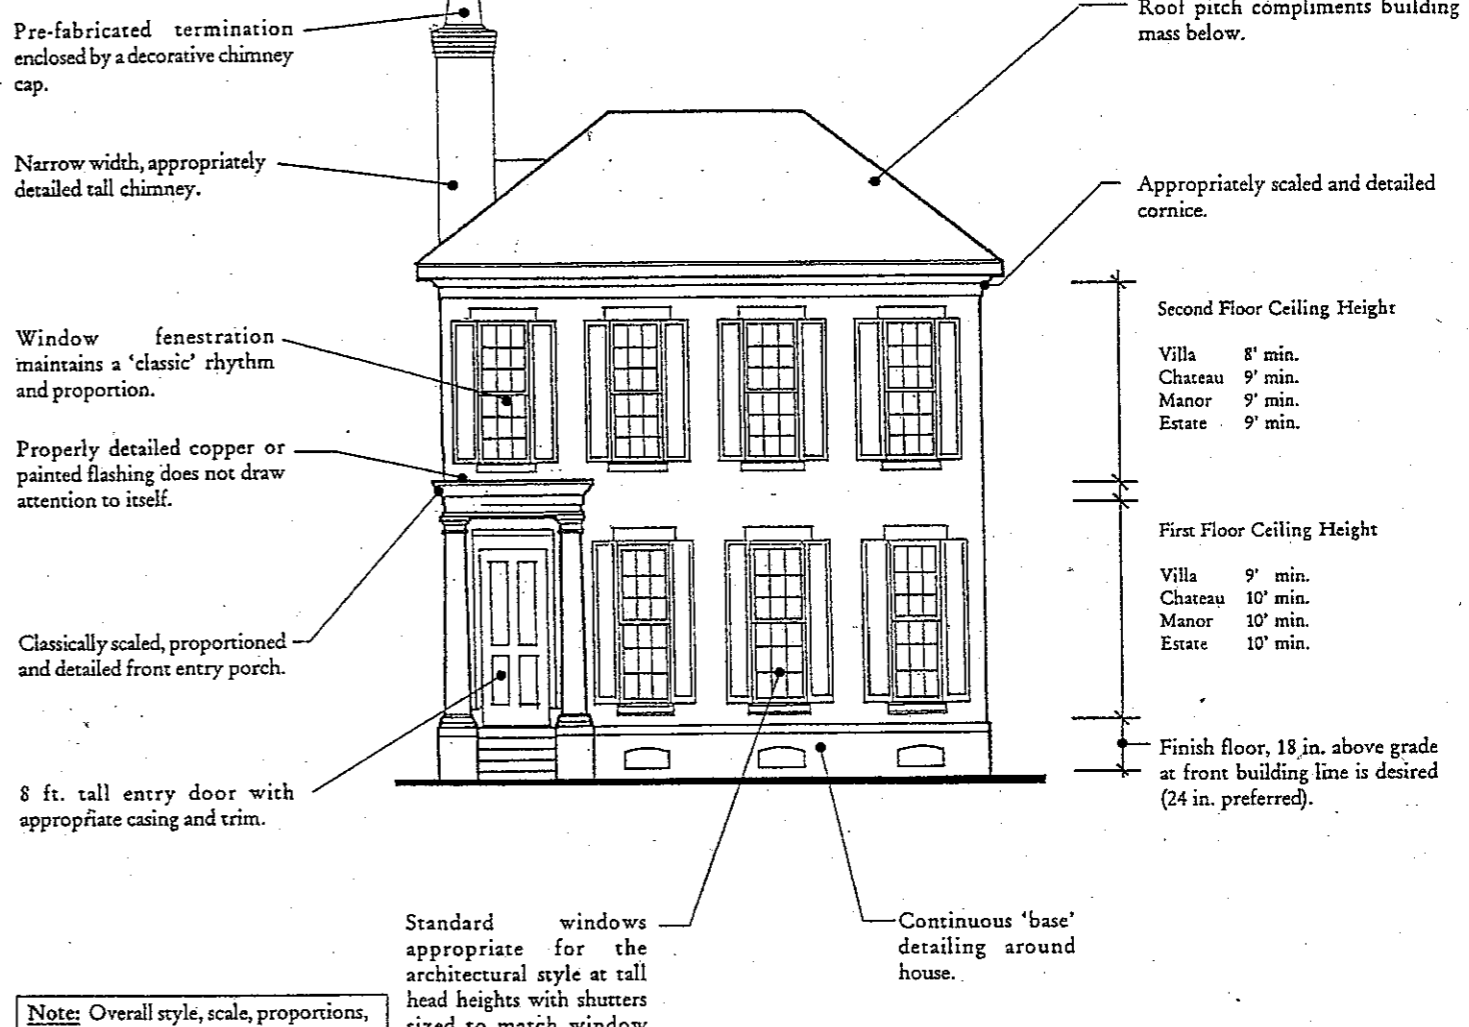 Pre-fabricated termination
enclosed by a decorative chimney
cap.
Narrow width, appropriately
detailed tall chimney.
Window fenestration
maintains a ‘classic’ rhythm
and proportion.
Properly detailed copper or
painted flashing does not draw
attention to itself.
Classically scaled, proportioned
and detailed front entry porch.
8 ft. tall entry door with
appropriate casing and trim.
Note: Overall style, scale, proportions,
Standard windows
appropriate for the
architectural style at tall
head heights with shutters
sized to match window
Continuous ‘base’
detailing around
house.
Roof pitch compliments building
mass below.
Appropriately scaled and detailed
cornice.
Second Floor Ceiling Height
Villa 8' min.
Chateau 9' min.
Manor 9' min.
Estate 9' min.
First Floor Ceiling Height
Villa 9' min.
Chateau 10' min.
Manor 10' min.
Estate 10' min.
Finish floor, 18 in. above grade
at front building line is desired
(24 in. preferred).